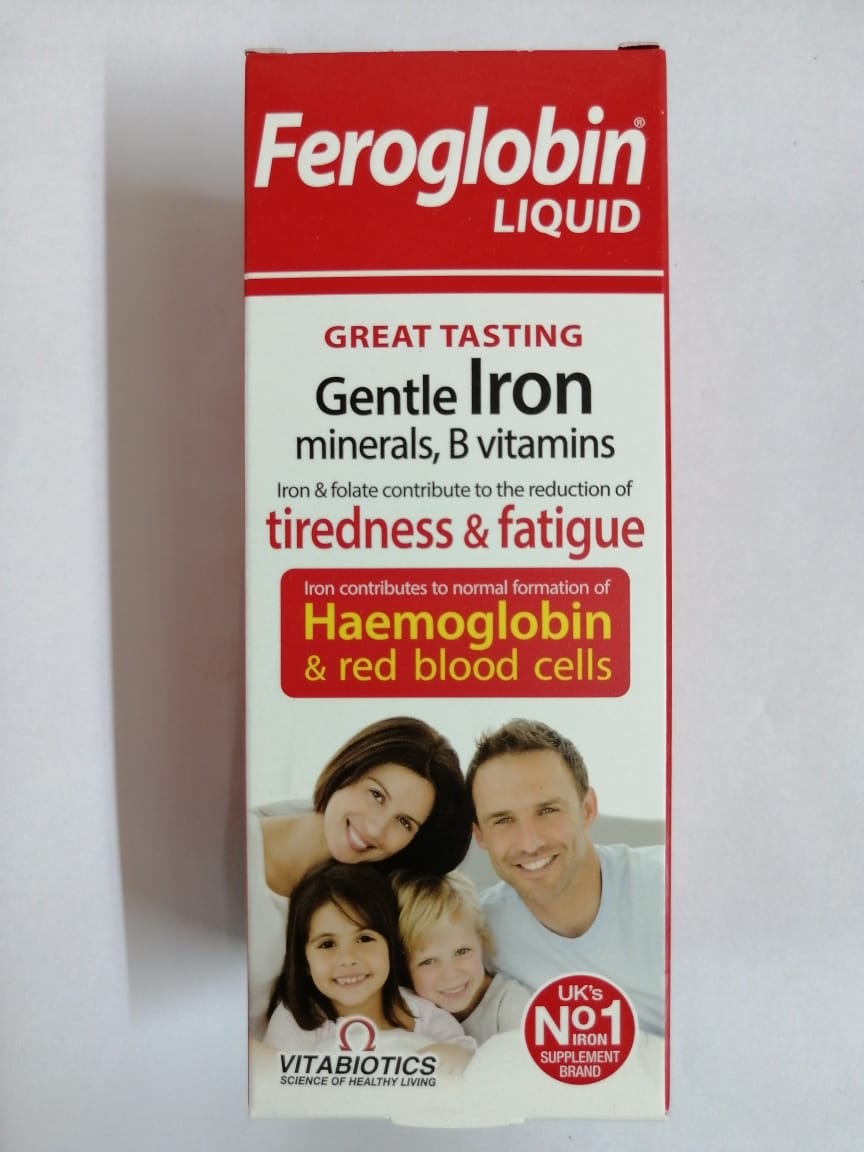 Feroglobin®
LIQUID
GREAT TASTING
Gentle Iron
minerals, B vitamins
Iron & folate contribute to the reduction of
tiredness & fatigue
Iron contributes to normal formation of
Haemoglobin
& red blood cells
VITABIOTICS
SCIENCE OF HEALTHY LIVING
UK's
No1
IRON
SUPPLEMENT
BRAND